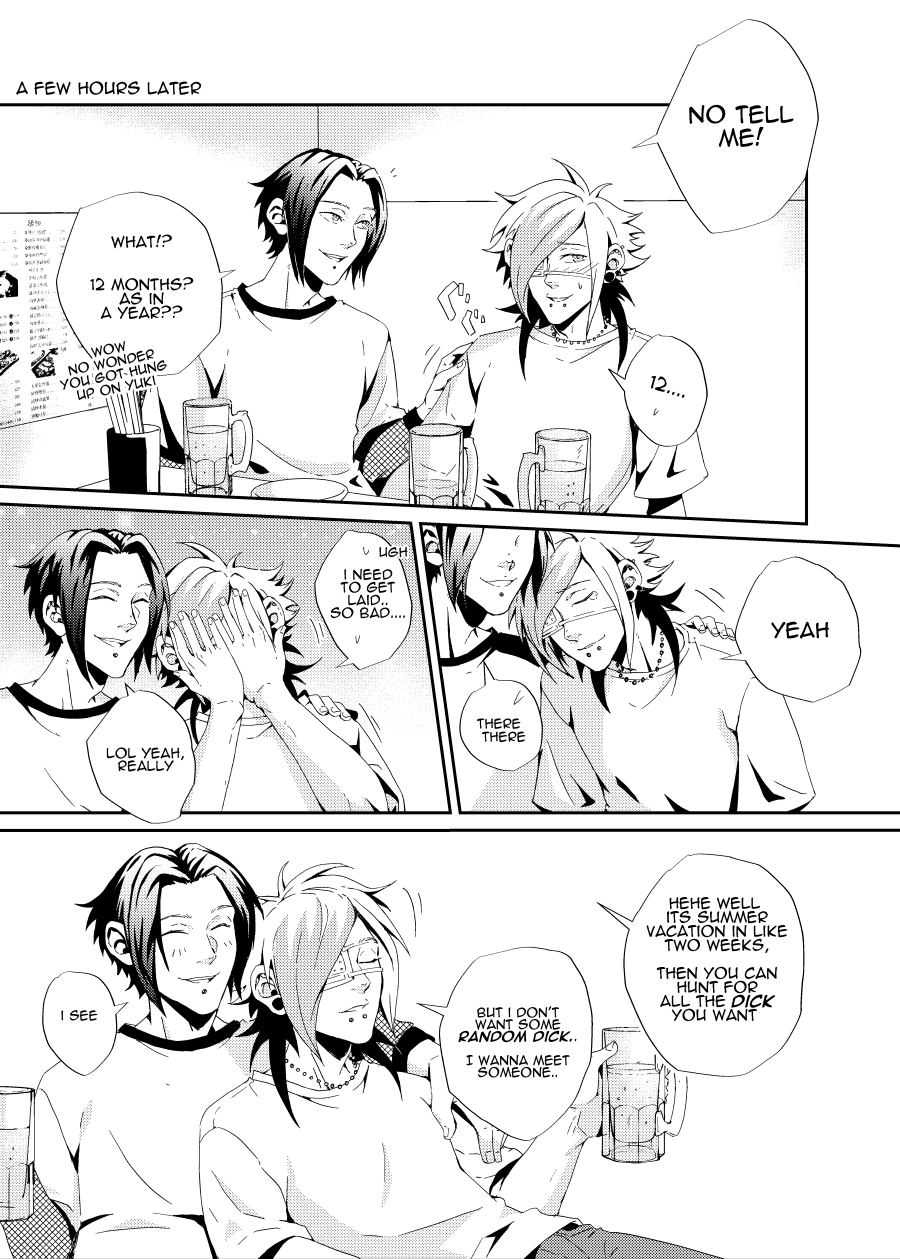 A FEW HOURS LATER
NO TELL
ME!
WHAT!?
12 MONTHS?
AS IN
A YEAR??
WOW
NO WONDER
YOU GOT HUNG
UP ON YUKI
12....
UGH
I NEED
TO GET
LAID..
SO BAD....
LOL YEAH,
REALLY
YEAH
THERE
THERE
HEHE WELL
ITS SUMMER
VACATION IN LIKE
TWO WEEKS,
THEN YOU CAN
HUNT FOR
ALL THE DICK
YOU WANT
I SEE
BUT I DON'T
WANT SOME
RANDOM DICK..
I WANNA MEET
SOMEONE..